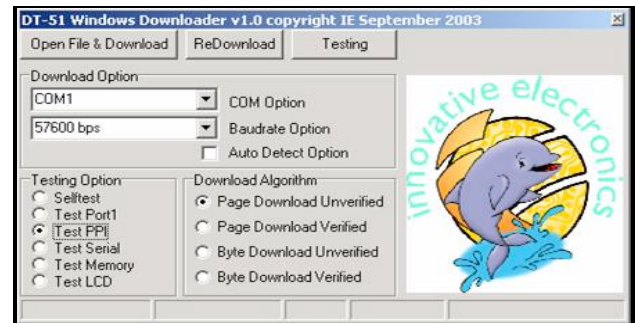 DT-51 Windows Downloader v1.0 copyright IE September 2003
Open File & Download ReDownload Testing
Download Option
COM1 COM Option
57600 bps Baudrate Option
Auto Detect Option
Testing Option
Selftest
Test Port1
Test PPI
Test Serial
Test Memory
Test LCD
Download Algorithm
Page Download Unverified
Page Download Verified
Byte Download Unverified
Byte Download Verified
innovative electronics